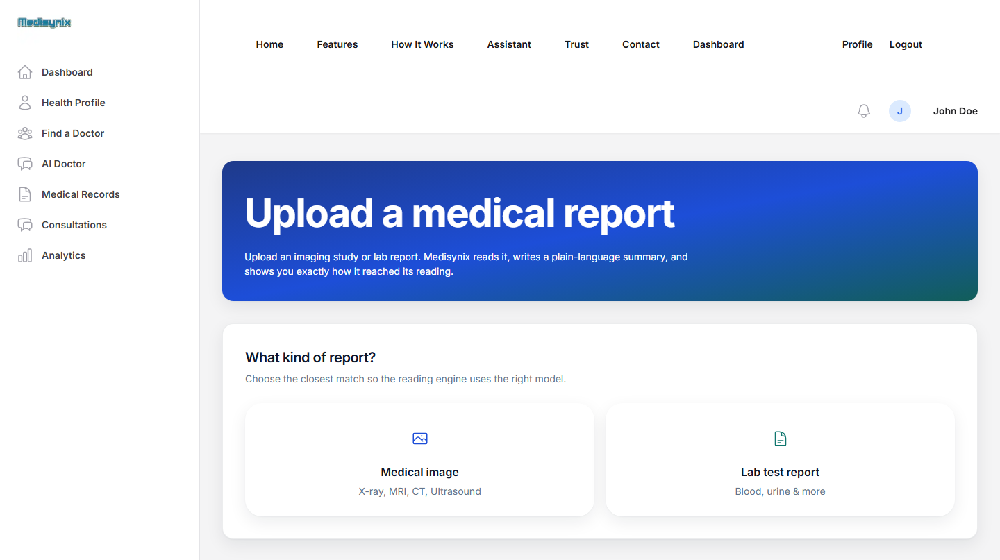 Medisynix
Dashboard
Health Profile
Find a Doctor
AI Doctor
Medical Records
Consultations
Analytics
Home
Features
How It Works
Assistant
Trust
Contact
Dashboard
Profile
Logout
J
John Doe
Upload a medical report
Upload an imaging study or lab report. Medisynix reads it, writes a plain-language summary, and
shows you exactly how it reached its reading.
What kind of report?
Choose the closest match so the reading engine uses the right model.
Medical image
X-ray, MRI, CT, Ultrasound
Lab test report
Blood, urine & more